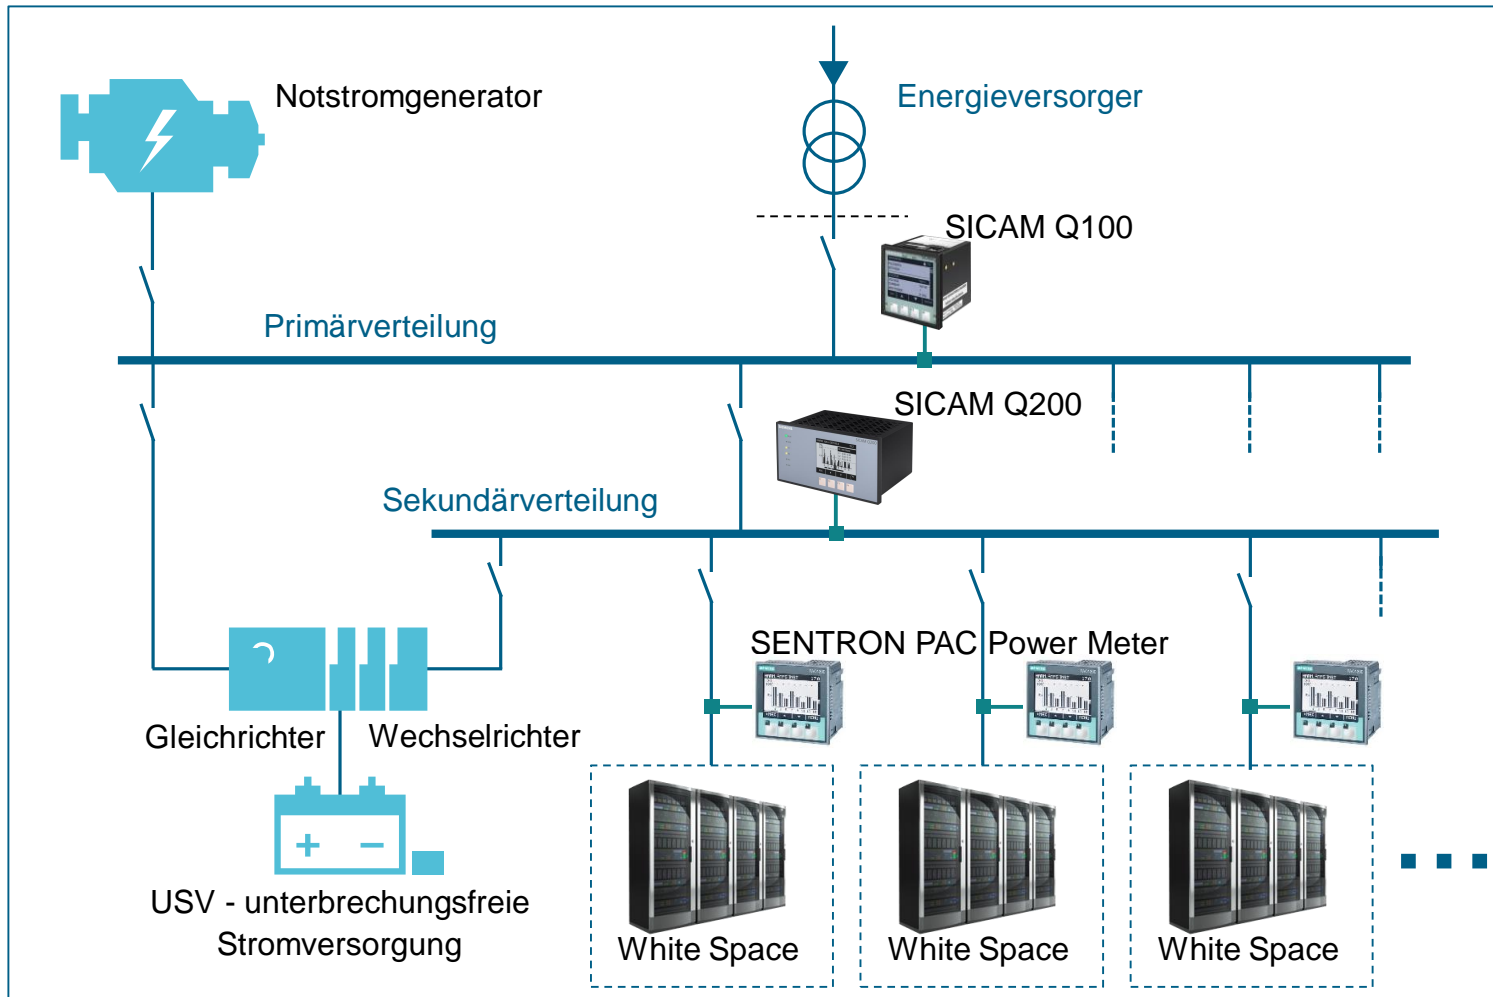 Notstromgenerator
Energieversorger
SICAM Q100
Primärverteilung
SICAM Q200
Sekundärverteilung
SENTRON PAC Power Meter
Gleichrichter
Wechselrichter
USV - unterbrechungsfreie
Stromversorgung
White Space
White Space
White Space